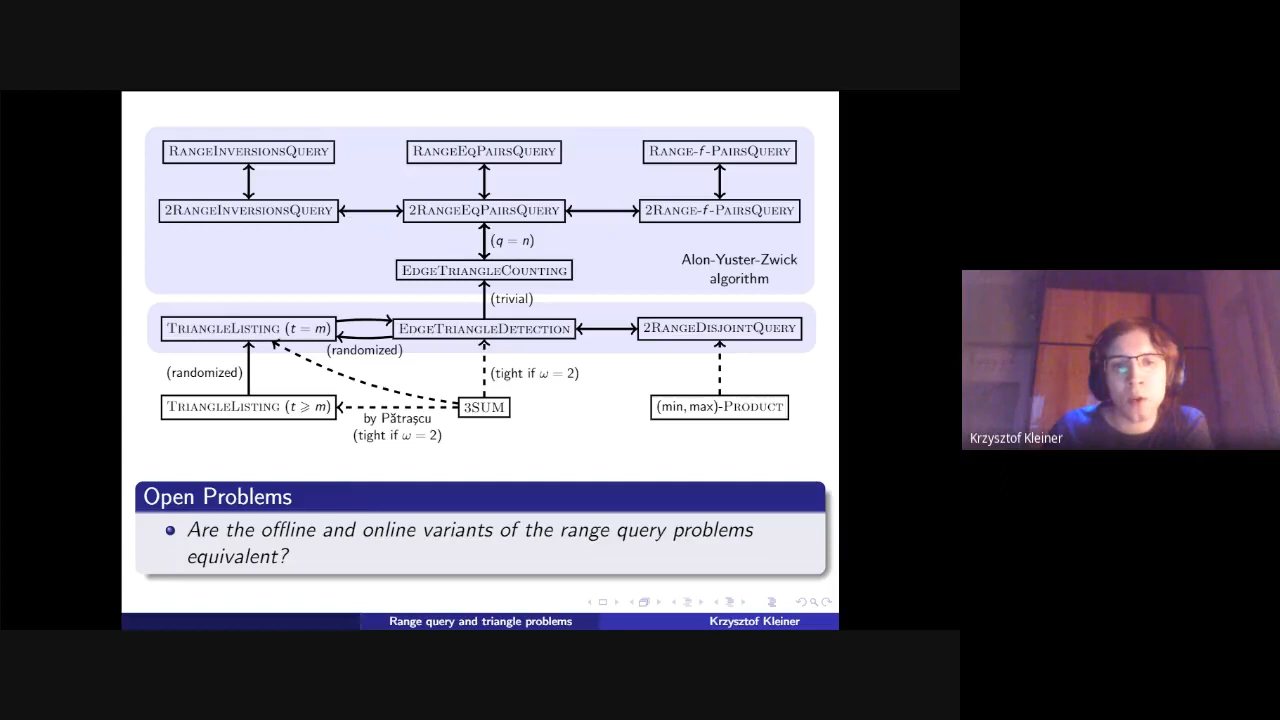 RangeInversionsQuery
RangeEqPairsQuery
Range-f-PairsQuery
2RangeInversionsQuery
2RangeEqPairsQuery
2Range-f-PairsQuery
(q = n)
EdgeTriangleCounting
Alon-Yuster-Zwick
algorithm
(trivial)
TriangleListing (t = m)
EdgeTriangleDetection
2RangeDisjointQuery
(randomized)
(randomized)
(tight if ω = 2)
TriangleListing (t ⩾ m)
3SUM
(min, max)-Product
by Pătraşcu
(tight if ω = 2)
Krzysztof Kleiner
Open Problems
Are the offline and online variants of the range query problems
equivalent?
Range query and triangle problems
Krzysztof Kleiner